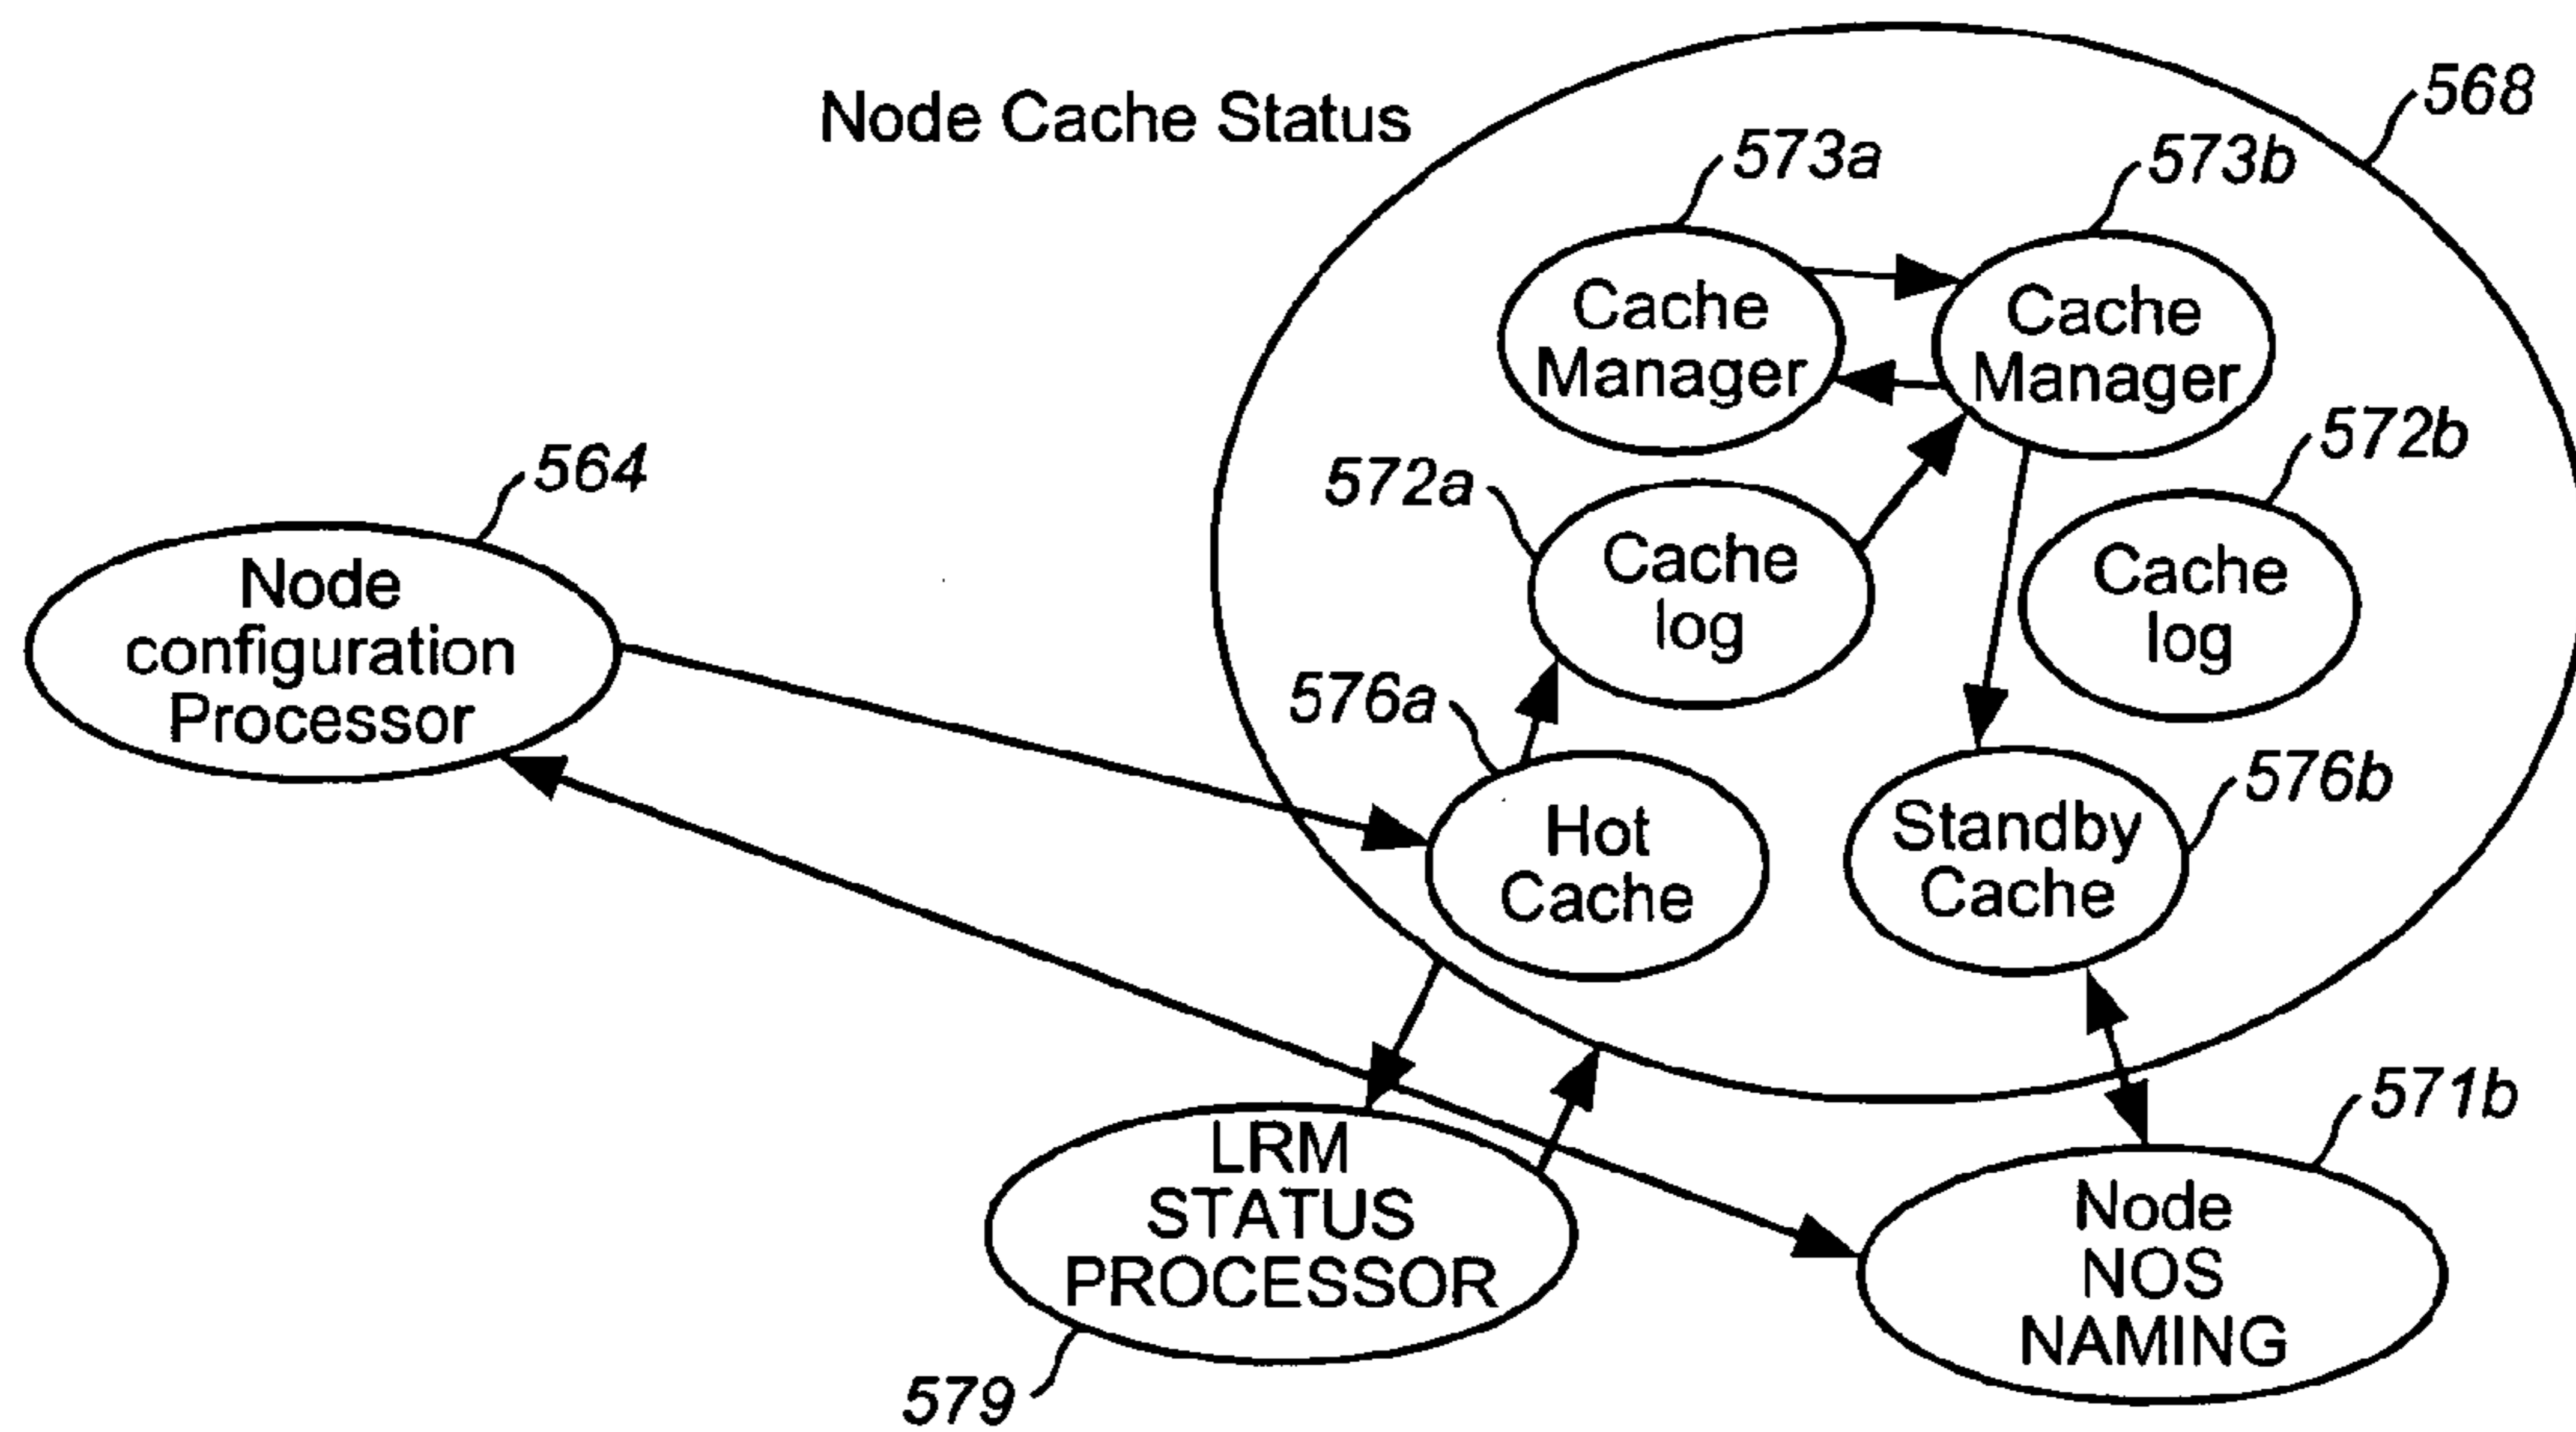 Node Cache Status
568
573a
573b
Cache
Manager
Cache
Manager
572a
572b
Cache
log
Cache
log
564
Node
configuration
Processor
576a
576b
Hot
Cache
Standby
Cache
571b
LRM
STATUS
PROCESSOR
579
Node
NOS
NAMING